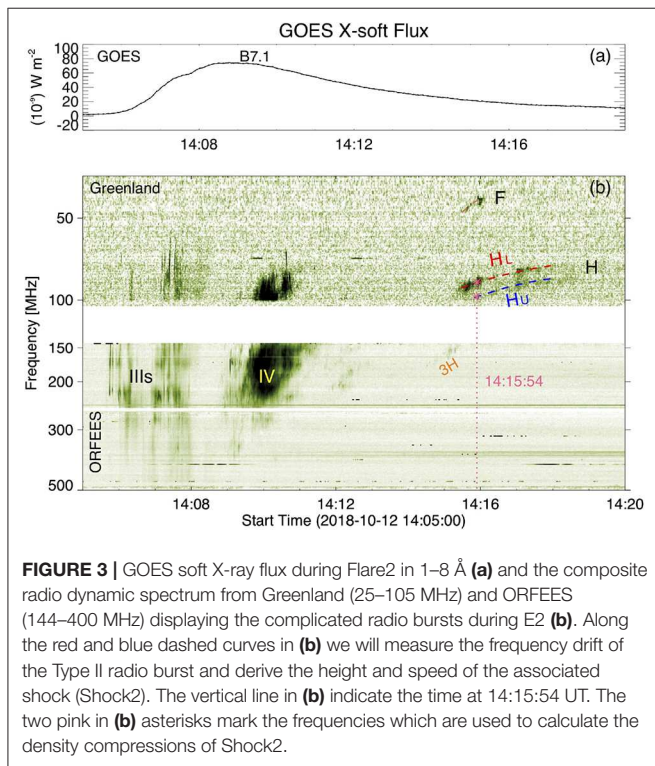 GOES X-soft Flux
GOES
B7.1
(a)
(10⁻⁹) W m⁻²
100
80
60
40
20
0
-20
14:08
14:12
14:16
Greenland
(b)
F
HL
H
HU
3H
14:15:54
IIIs
IV
ORFEES
Frequency [MHz]
50
100
150
200
300
500
14:08
14:12
14:16
14:20
Start Time (2018-10-12 14:05:00)
FIGURE 3 | GOES soft X-ray flux during Flare2 in 1–8 Å (a) and the composite
radio dynamic spectrum from Greenland (25–105 MHz) and ORFEES
(144–400 MHz) displaying the complicated radio bursts during E2 (b). Along
the red and blue dashed curves in (b) we will measure the frequency drift of
the Type II radio burst and derive the height and speed of the associated
shock (Shock2). The vertical line in (b) indicate the time at 14:15:54 UT. The
two pink in (b) asterisks mark the frequencies which are used to calculate the
density compressions of Shock2.